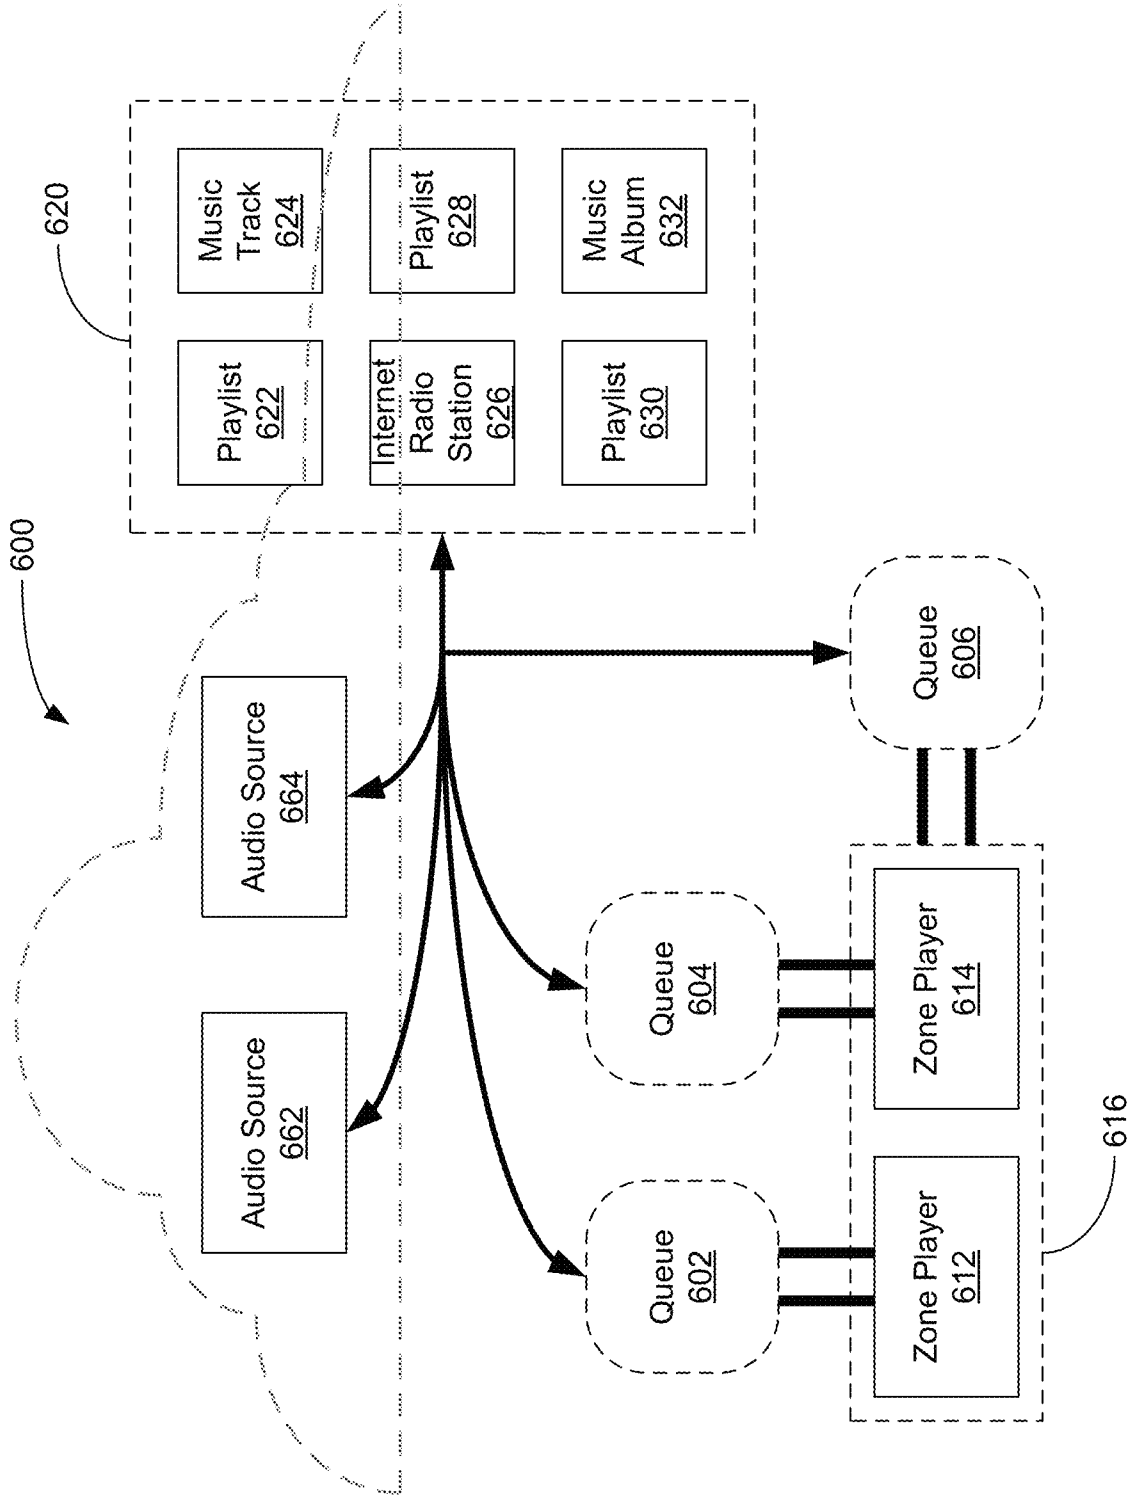 600
620
Audio Source
662
Audio Source
664
Playlist
622
Music
Track
624
Internet
Radio
Station
626
Playlist
628
Playlist
630
Music
Album
632
Queue
602
Queue
604
Queue
606
Zone Player
612
Zone Player
614
616